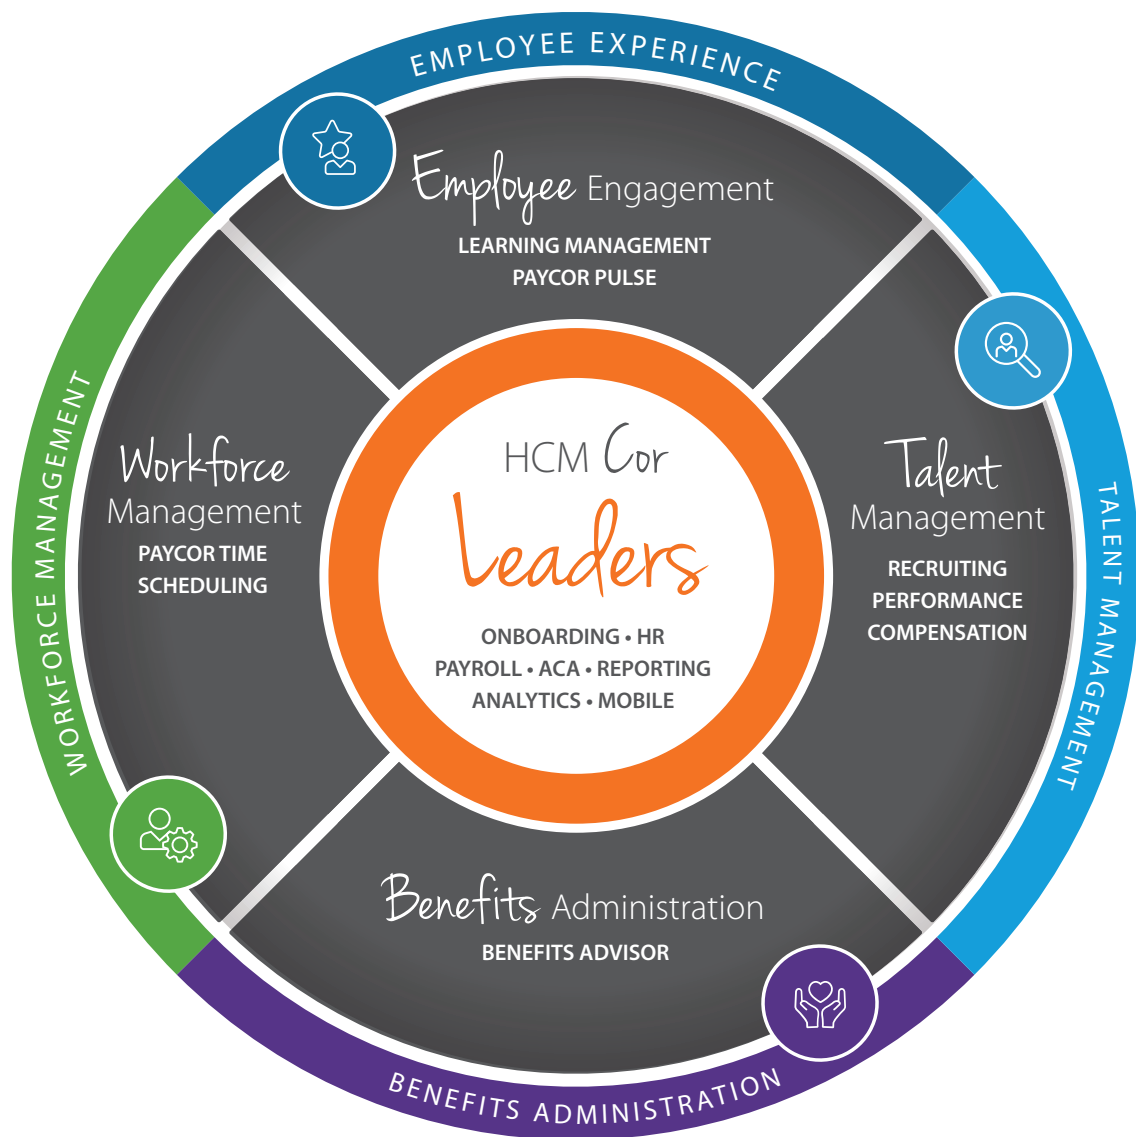 EMPLOYEE EXPERIENCE
Employee Engagement
LEARNING MANAGEMENT
PAYCOR PULSE
WORKFORCE MANAGEMENT
Workforce
Management
PAYCOR TIME
SCHEDULING
HCM Cor
Leaders
ONBOARDING • HR
PAYROLL • ACA • REPORTING
ANALYTICS • MOBILE
Talent
Management
RECRUITING
PERFORMANCE
COMPENSATION
TALENT MANAGEMENT
Benefits Administration
BENEFITS ADVISOR
BENEFITS ADMINISTRATION